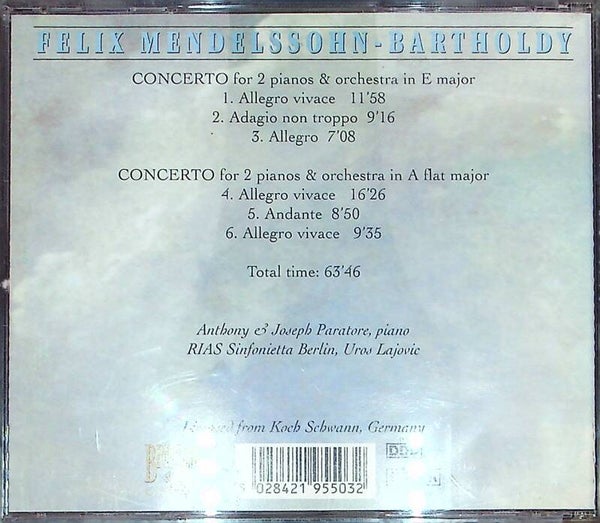 FELIX MENDELSSOHN-BARTHOLDY
CONCERTO for 2 pianos & orchestra in E major
1. Allegro vivace 11'58
2. Adagio non troppo 9'16
3. Allegro 7'08
CONCERTO for 2 pianos & orchestra in A flat major
4. Allegro vivace 16'26
5. Andante 8'50
6. Allegro vivace 9'35
Total time: 63'46
Anthony & Joseph Paratore, piano
RIAS Sinfonietta Berlin, Uros Lajovic
from Koch Schwann, Germany
5 028421 955032